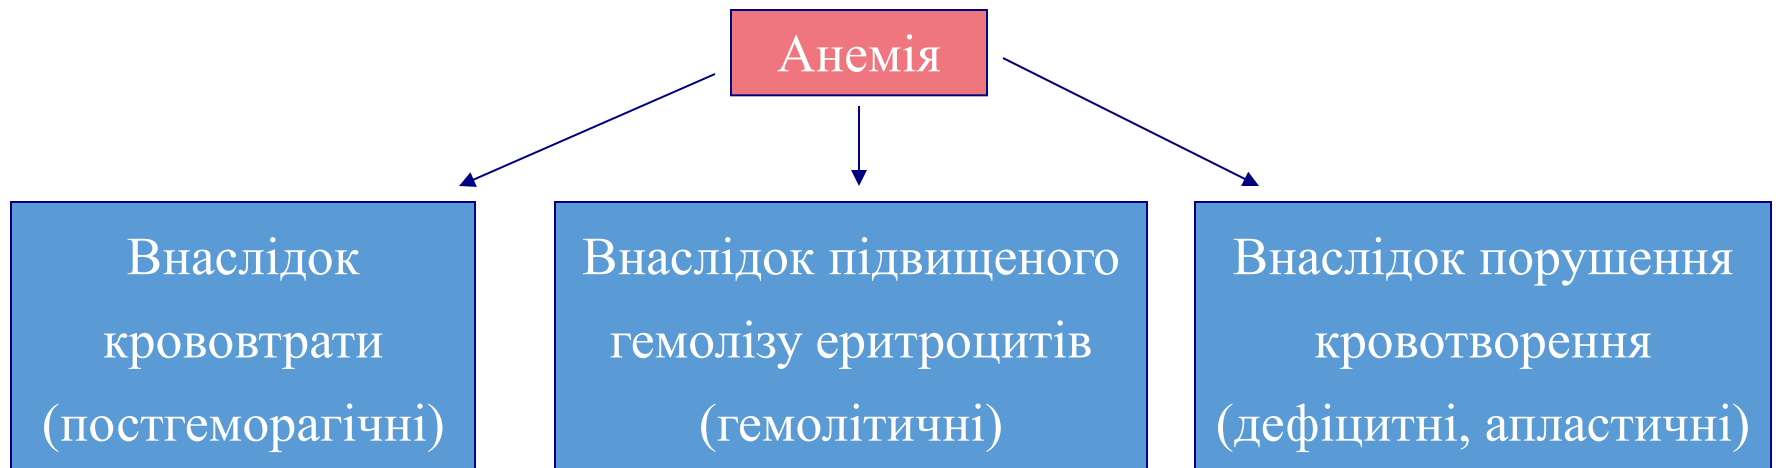 Анемія
Внаслідок
крововтрати
(постгеморагічні)
Внаслідок підвищеного
гемолізу еритроцитів
(гемолітичні)
Внаслідок порушення
кровотворення
(дефіцитні, апластичні)